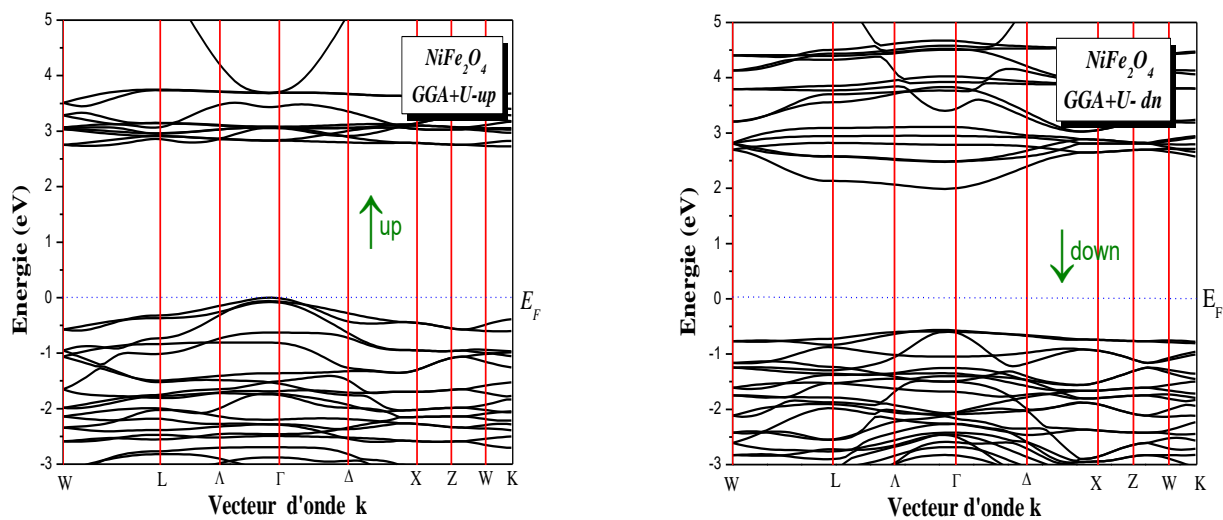 5
4
3
2
1
0
-1
-2
-3
Energie (eV)
NiFe2O4
GGA+U-up
up
EF
W L Λ Γ Δ X Z W K
Vecteur d'onde k
5
4
3
2
1
0
-1
-2
-3
Energie (eV)
NiFe2O4
GGA+U- dn
down
EF
W L Λ Γ Δ X Z W K
Vecteur d'onde k